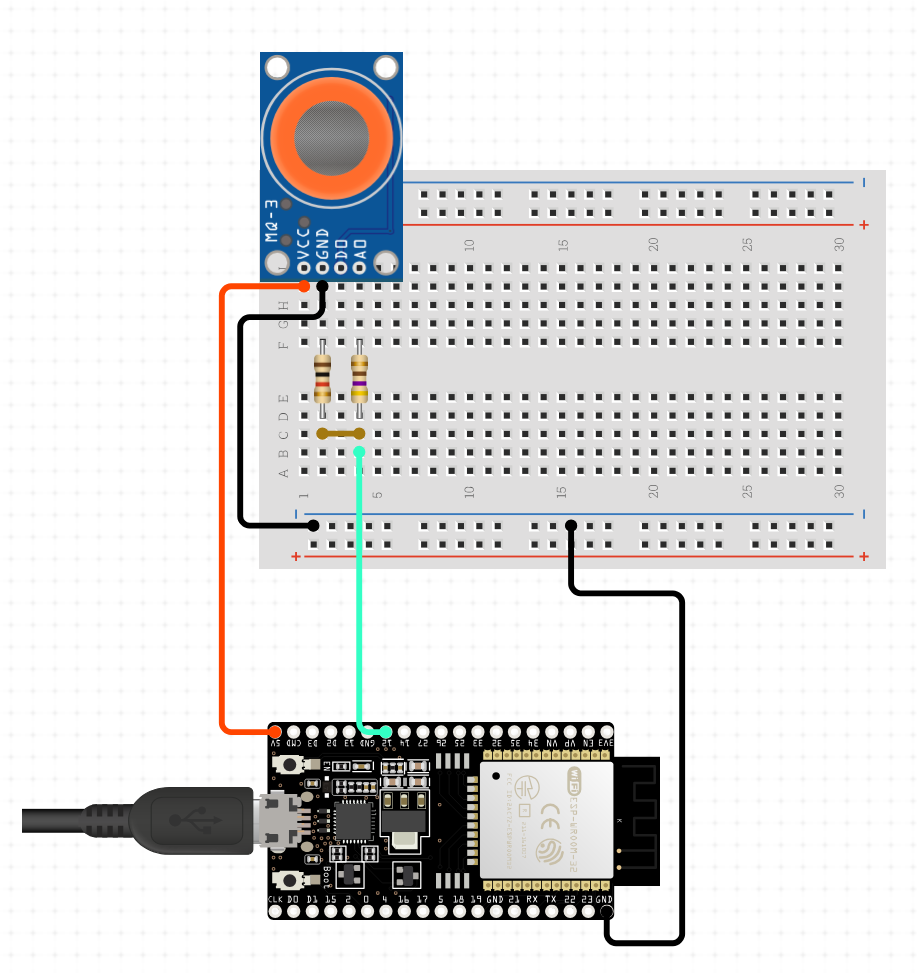 MQ-3
VCC
GND
DO
AO
-
+
10
15
20
25
30
H
G
F
E
D
C
B
A
1
5
10
15
20
25
30
-
-
+
+
5V
CMD
D3
D2
13
GND
12
14
27
26
25
33
32
35
34
VN
VP
EN
3V3
EN
WiFi
ESP-WROOM-32
CE
Boot
CLK
D0
D1
15
2
0
4
16
17
5
18
19
GND
21
RX
TX
22
23
GND